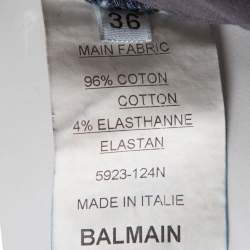 36
MAIN FABRIC
96% COTON
COTTON
4% ELASTHANNE
ELASTAN
5923-124N
MADE IN ITALIE
BALMAIN